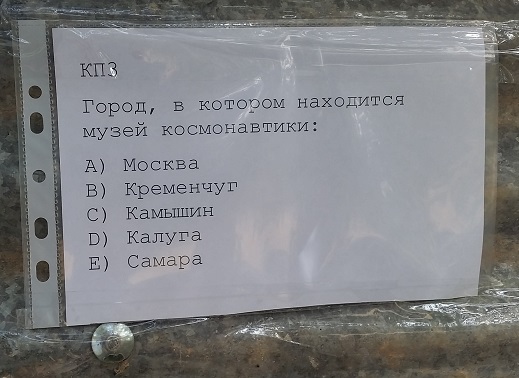 КП3
Город, в котором находится
музей космонавтики:
A) Москва
B) Кременчуг
C) Камышин
D) Калуга
E) Самара